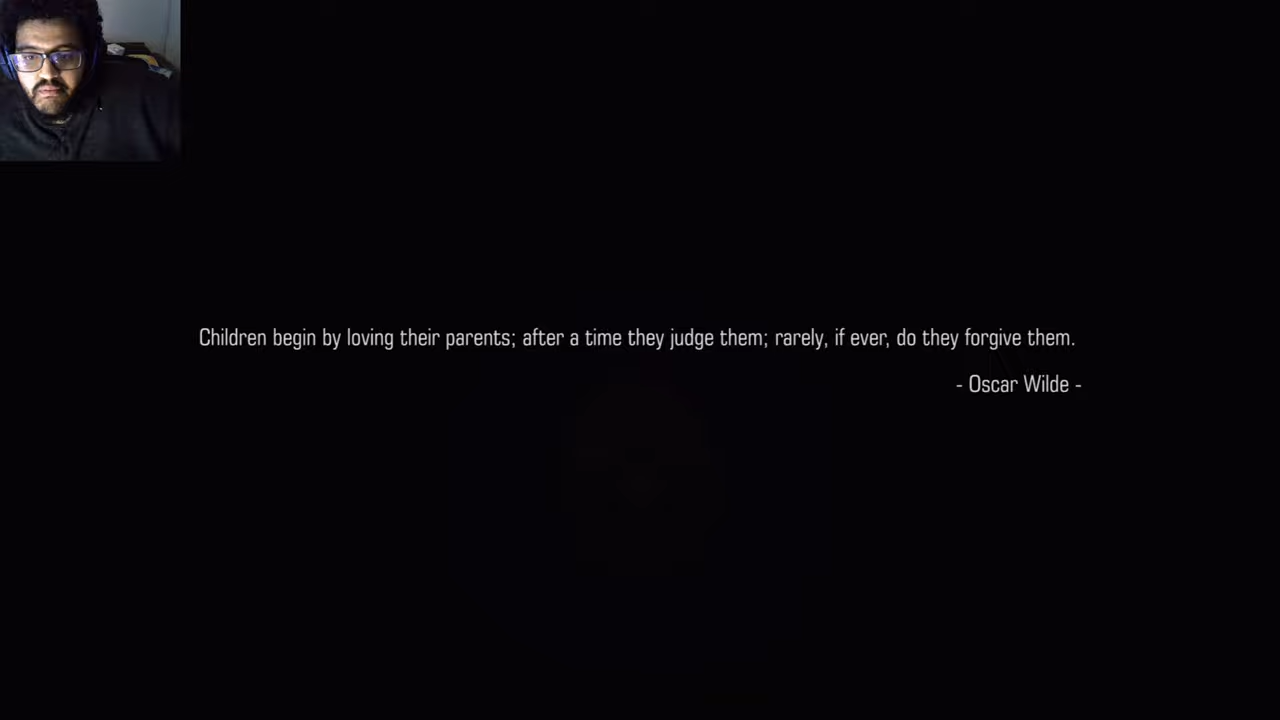 Children begin by loving their parents; after a time they judge them; rarely, if ever, do they forgive them.
- Oscar Wilde -